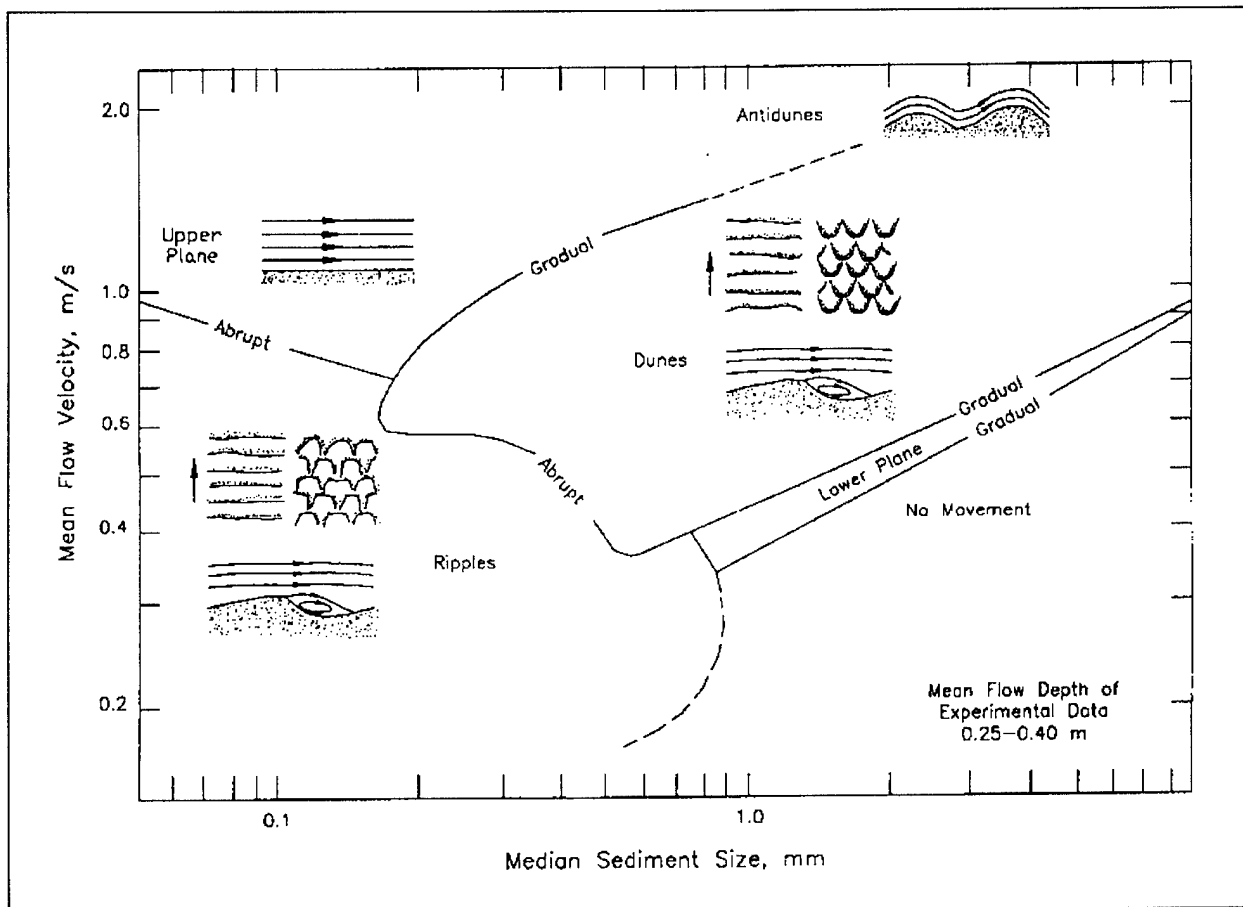 Antidunes
Upper
Plane
Gradual
Abrupt
Dunes
Gradual
Gradual
Lower Plane
Abrupt
No Movement
Ripples
Mean Flow Depth of
Experimental Data
0.25–0.40 m
2.0
1.0
0.8
0.6
0.4
0.2
Mean Flow Velocity, m/s
0.1
1.0
Median Sediment Size, mm